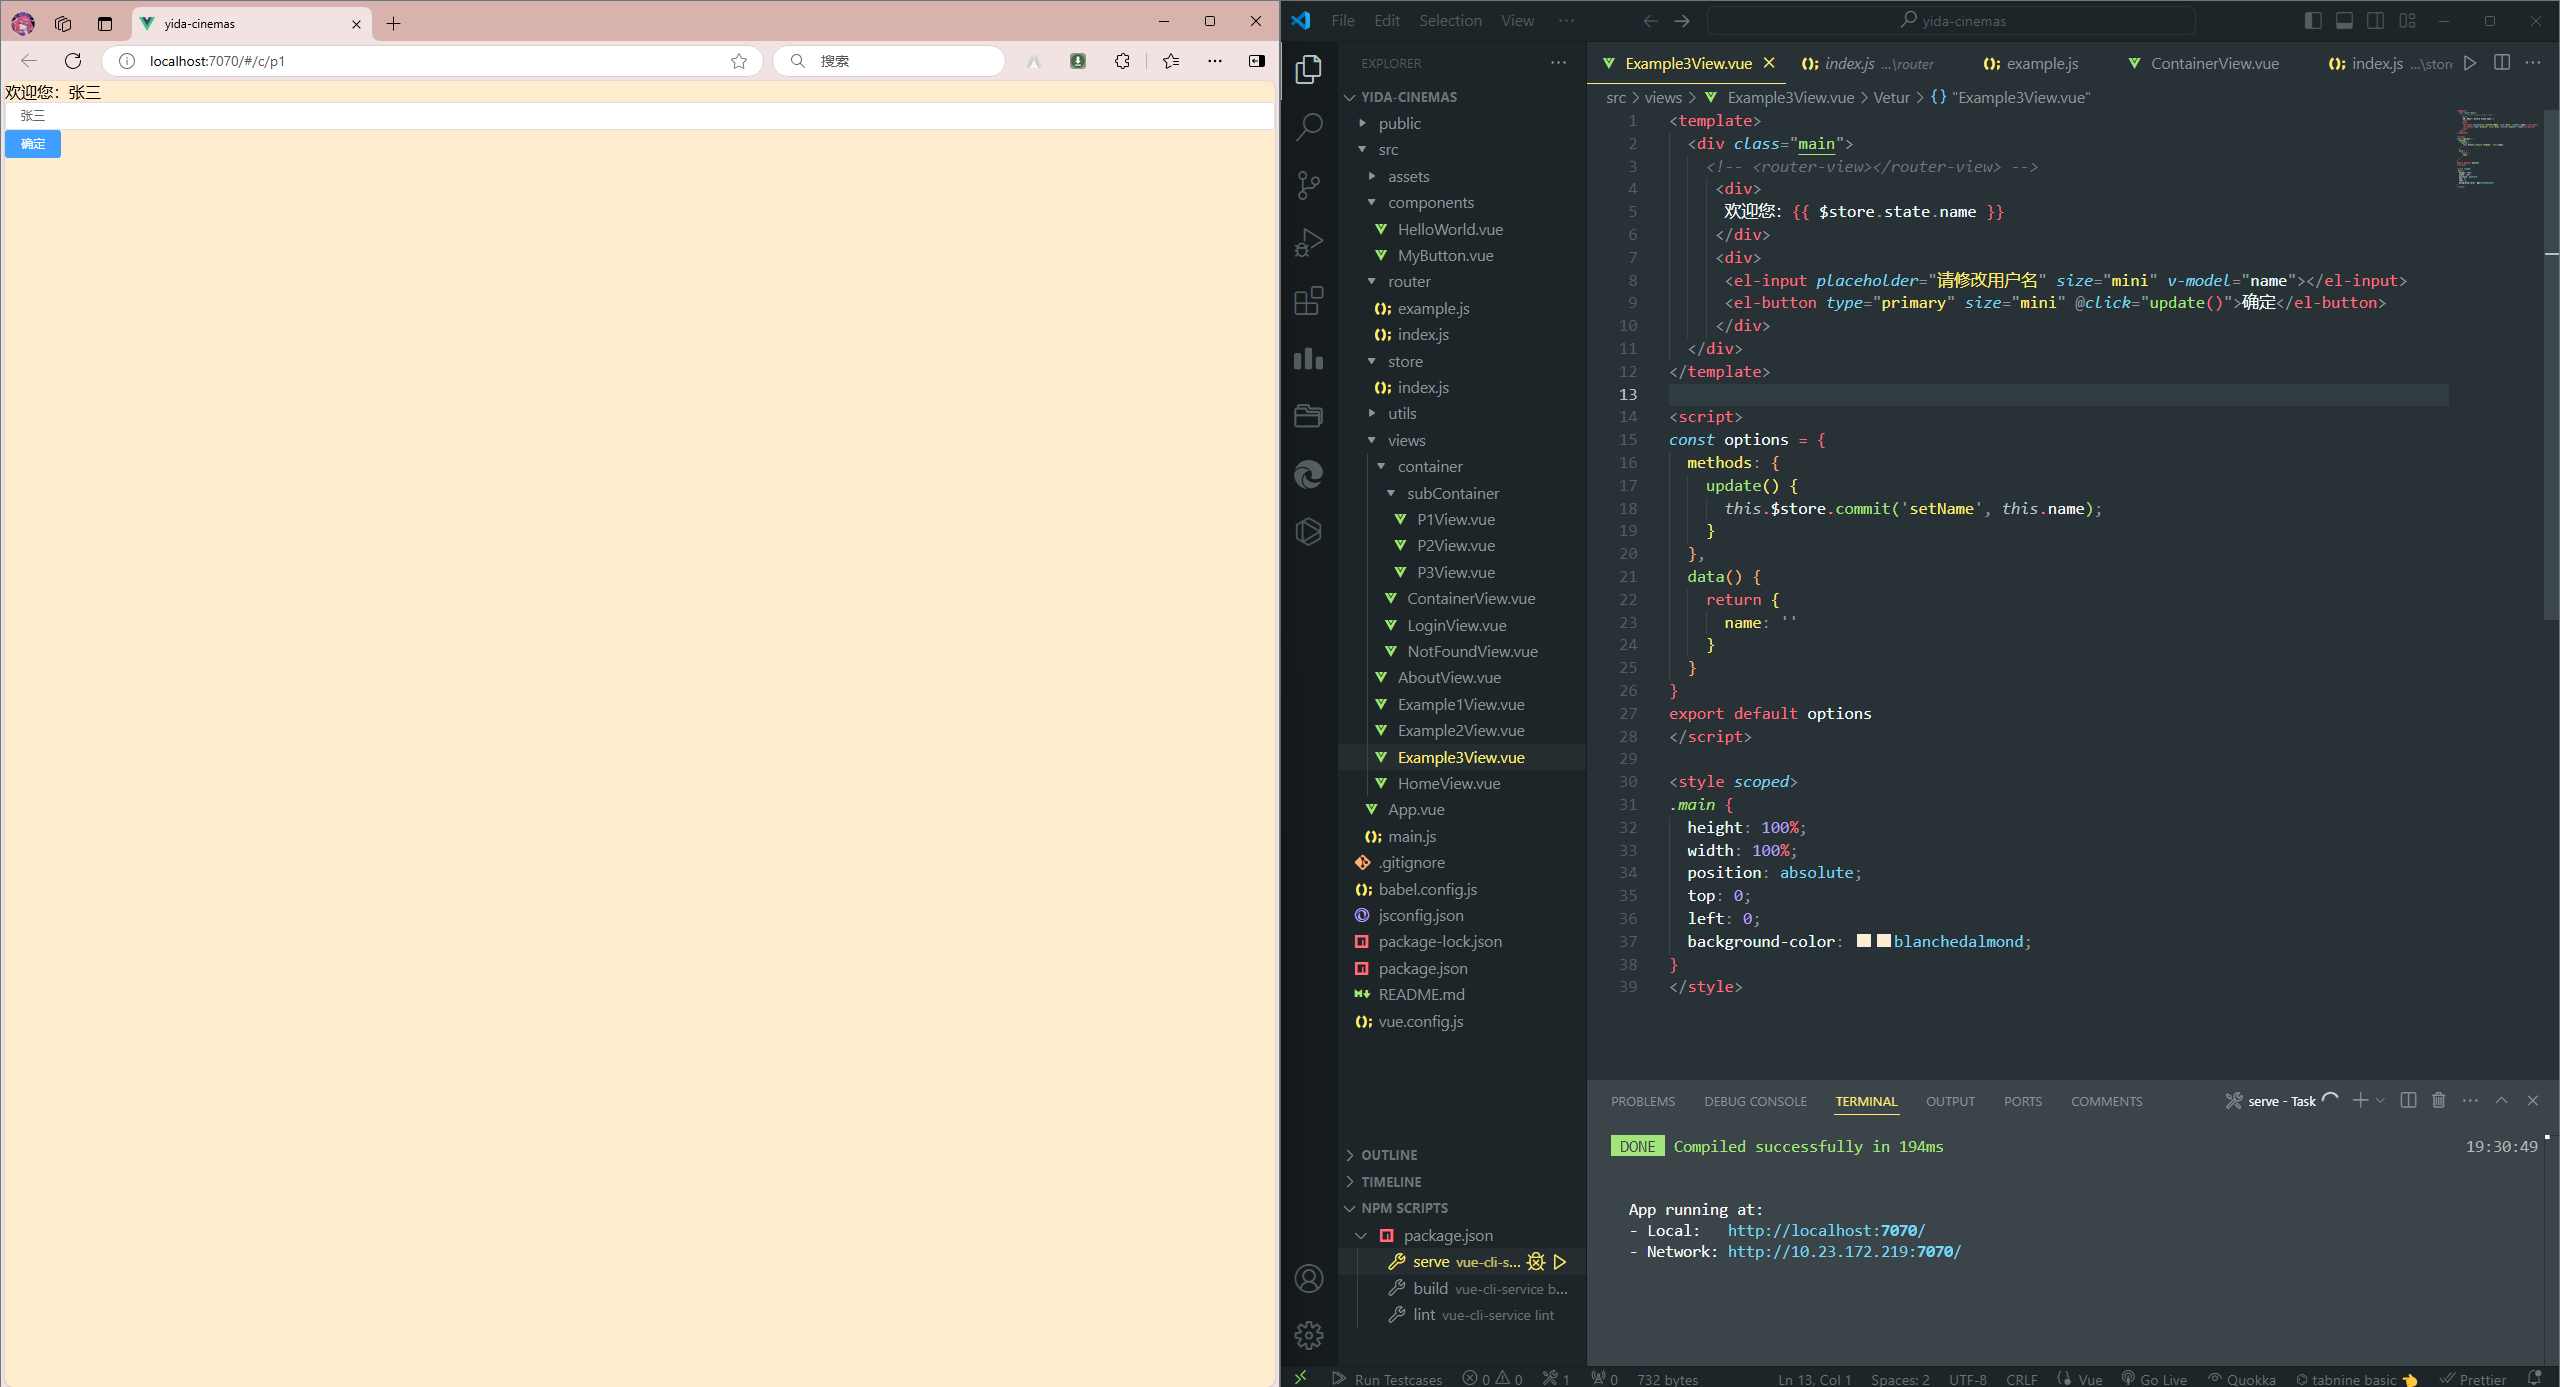 yida-cinemas
localhost:7070/#/c/p1
搜索
欢迎您：张三
张三
确定
File Edit Selection View ···
yida-cinemas
EXPLORER
YIDA-CINEMAS
public
src
assets
components
HelloWorld.vue
MyButton.vue
router
example.js
index.js
store
index.js
utils
views
container
subContainer
P1View.vue
P2View.vue
P3View.vue
ContainerView.vue
LoginView.vue
NotFoundView.vue
AboutView.vue
Example1View.vue
Example2View.vue
Example3View.vue
HomeView.vue
App.vue
main.js
.gitignore
babel.config.js
jsconfig.json
package-lock.json
package.json
README.md
vue.config.js
OUTLINE
TIMELINE
NPM SCRIPTS
package.json
serve vue-cli-s...
build vue-cli-service b...
lint vue-cli-service lint
Example3View.vue index.js ...\router example.js ContainerView.vue index.js ...\store
src > views > Example3View.vue > Vetur > {} "Example3View.vue"
1 <template>
2 <div class="main">
3 <!-- <router-view></router-view> -->
4 <div>
5 欢迎您：{{ $store.state.name }}
6 </div>
7 <div>
8 <el-input placeholder="请修改用户名" size="mini" v-model="name"></el-input>
9 <el-button type="primary" size="mini" @click="update()">确定</el-button>
10 </div>
11 </div>
12 </template>
13
14 <script>
15 const options = {
16 methods: {
17 update() {
18 this.$store.commit('setName', this.name);
19 }
20 },
21 data() {
22 return {
23 name: ''
24 }
25 }
26 }
27 export default options
28 </script>
29
30 <style scoped>
31 .main {
32 height: 100%;
33 width: 100%;
34 position: absolute;
35 top: 0;
36 left: 0;
37 background-color: blanchedalmond;
38 }
39 </style>
PROBLEMS DEBUG CONSOLE TERMINAL OUTPUT PORTS COMMENTS serve - Task
DONE Compiled successfully in 194ms 19:30:49
App running at:
- Local: http://localhost:7070/
- Network: http://10.23.172.219:7070/
Run Testcases 0 0 1 0 732 bytes Ln 13, Col 1 Spaces: 2 UTF-8 CRLF Vue Go Live Quokka tabnine basic Prettier